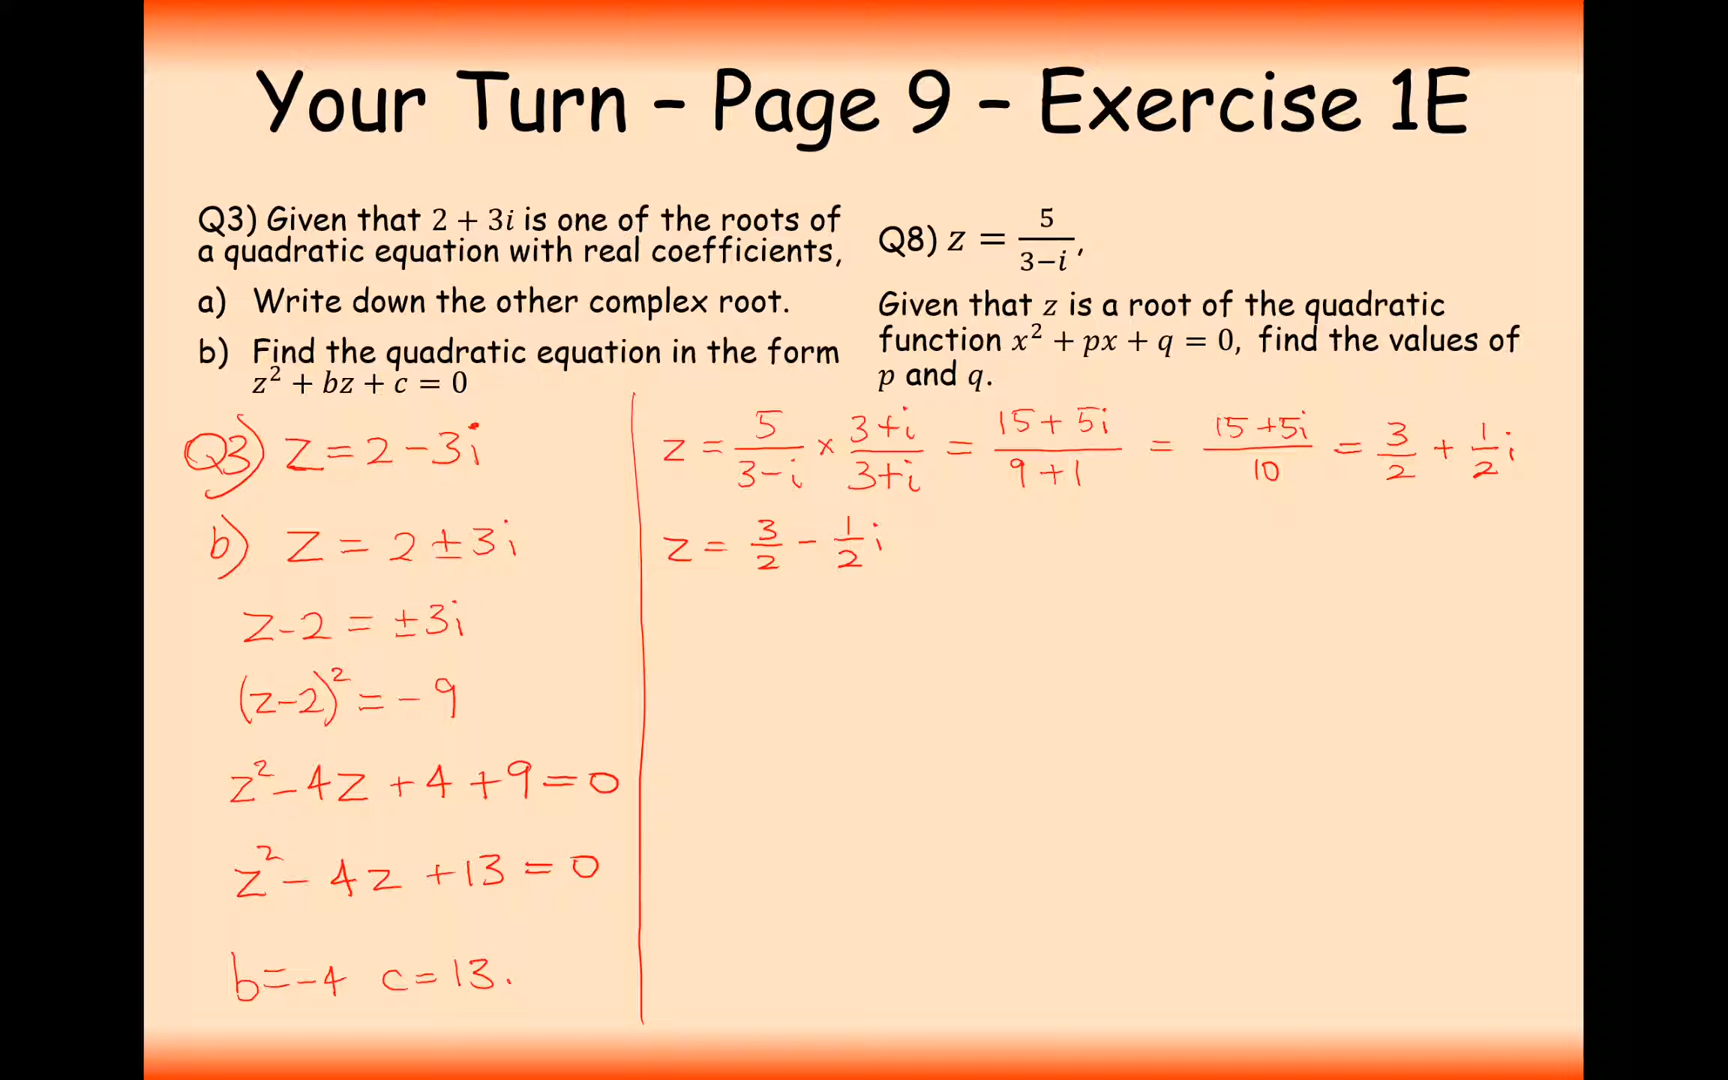 Your Turn – Page 9 – Exercise 1E
Q3) Given that 2 + 3i is one of the roots of
a quadratic equation with real coefficients,
a) Write down the other complex root.
b) Find the quadratic equation in the form
z² + bz + c = 0
Q8) z = 5/(3−i),
Given that z is a root of the quadratic
function x² + px + q = 0, find the values of
p and q.
Q3) z = 2 − 3i
b) z = 2 ± 3i
z − 2 = ± 3i
(z − 2)² = − 9
z² − 4z + 4 + 9 = 0
z² − 4z + 13 = 0
b = −4 c = 13.
z = 5/(3−i) × (3+i)/(3+i) = (15 + 5i)/(9 + 1) = (15 + 5i)/10 = 3/2 + 1/2 i
z = 3/2 − 1/2 i